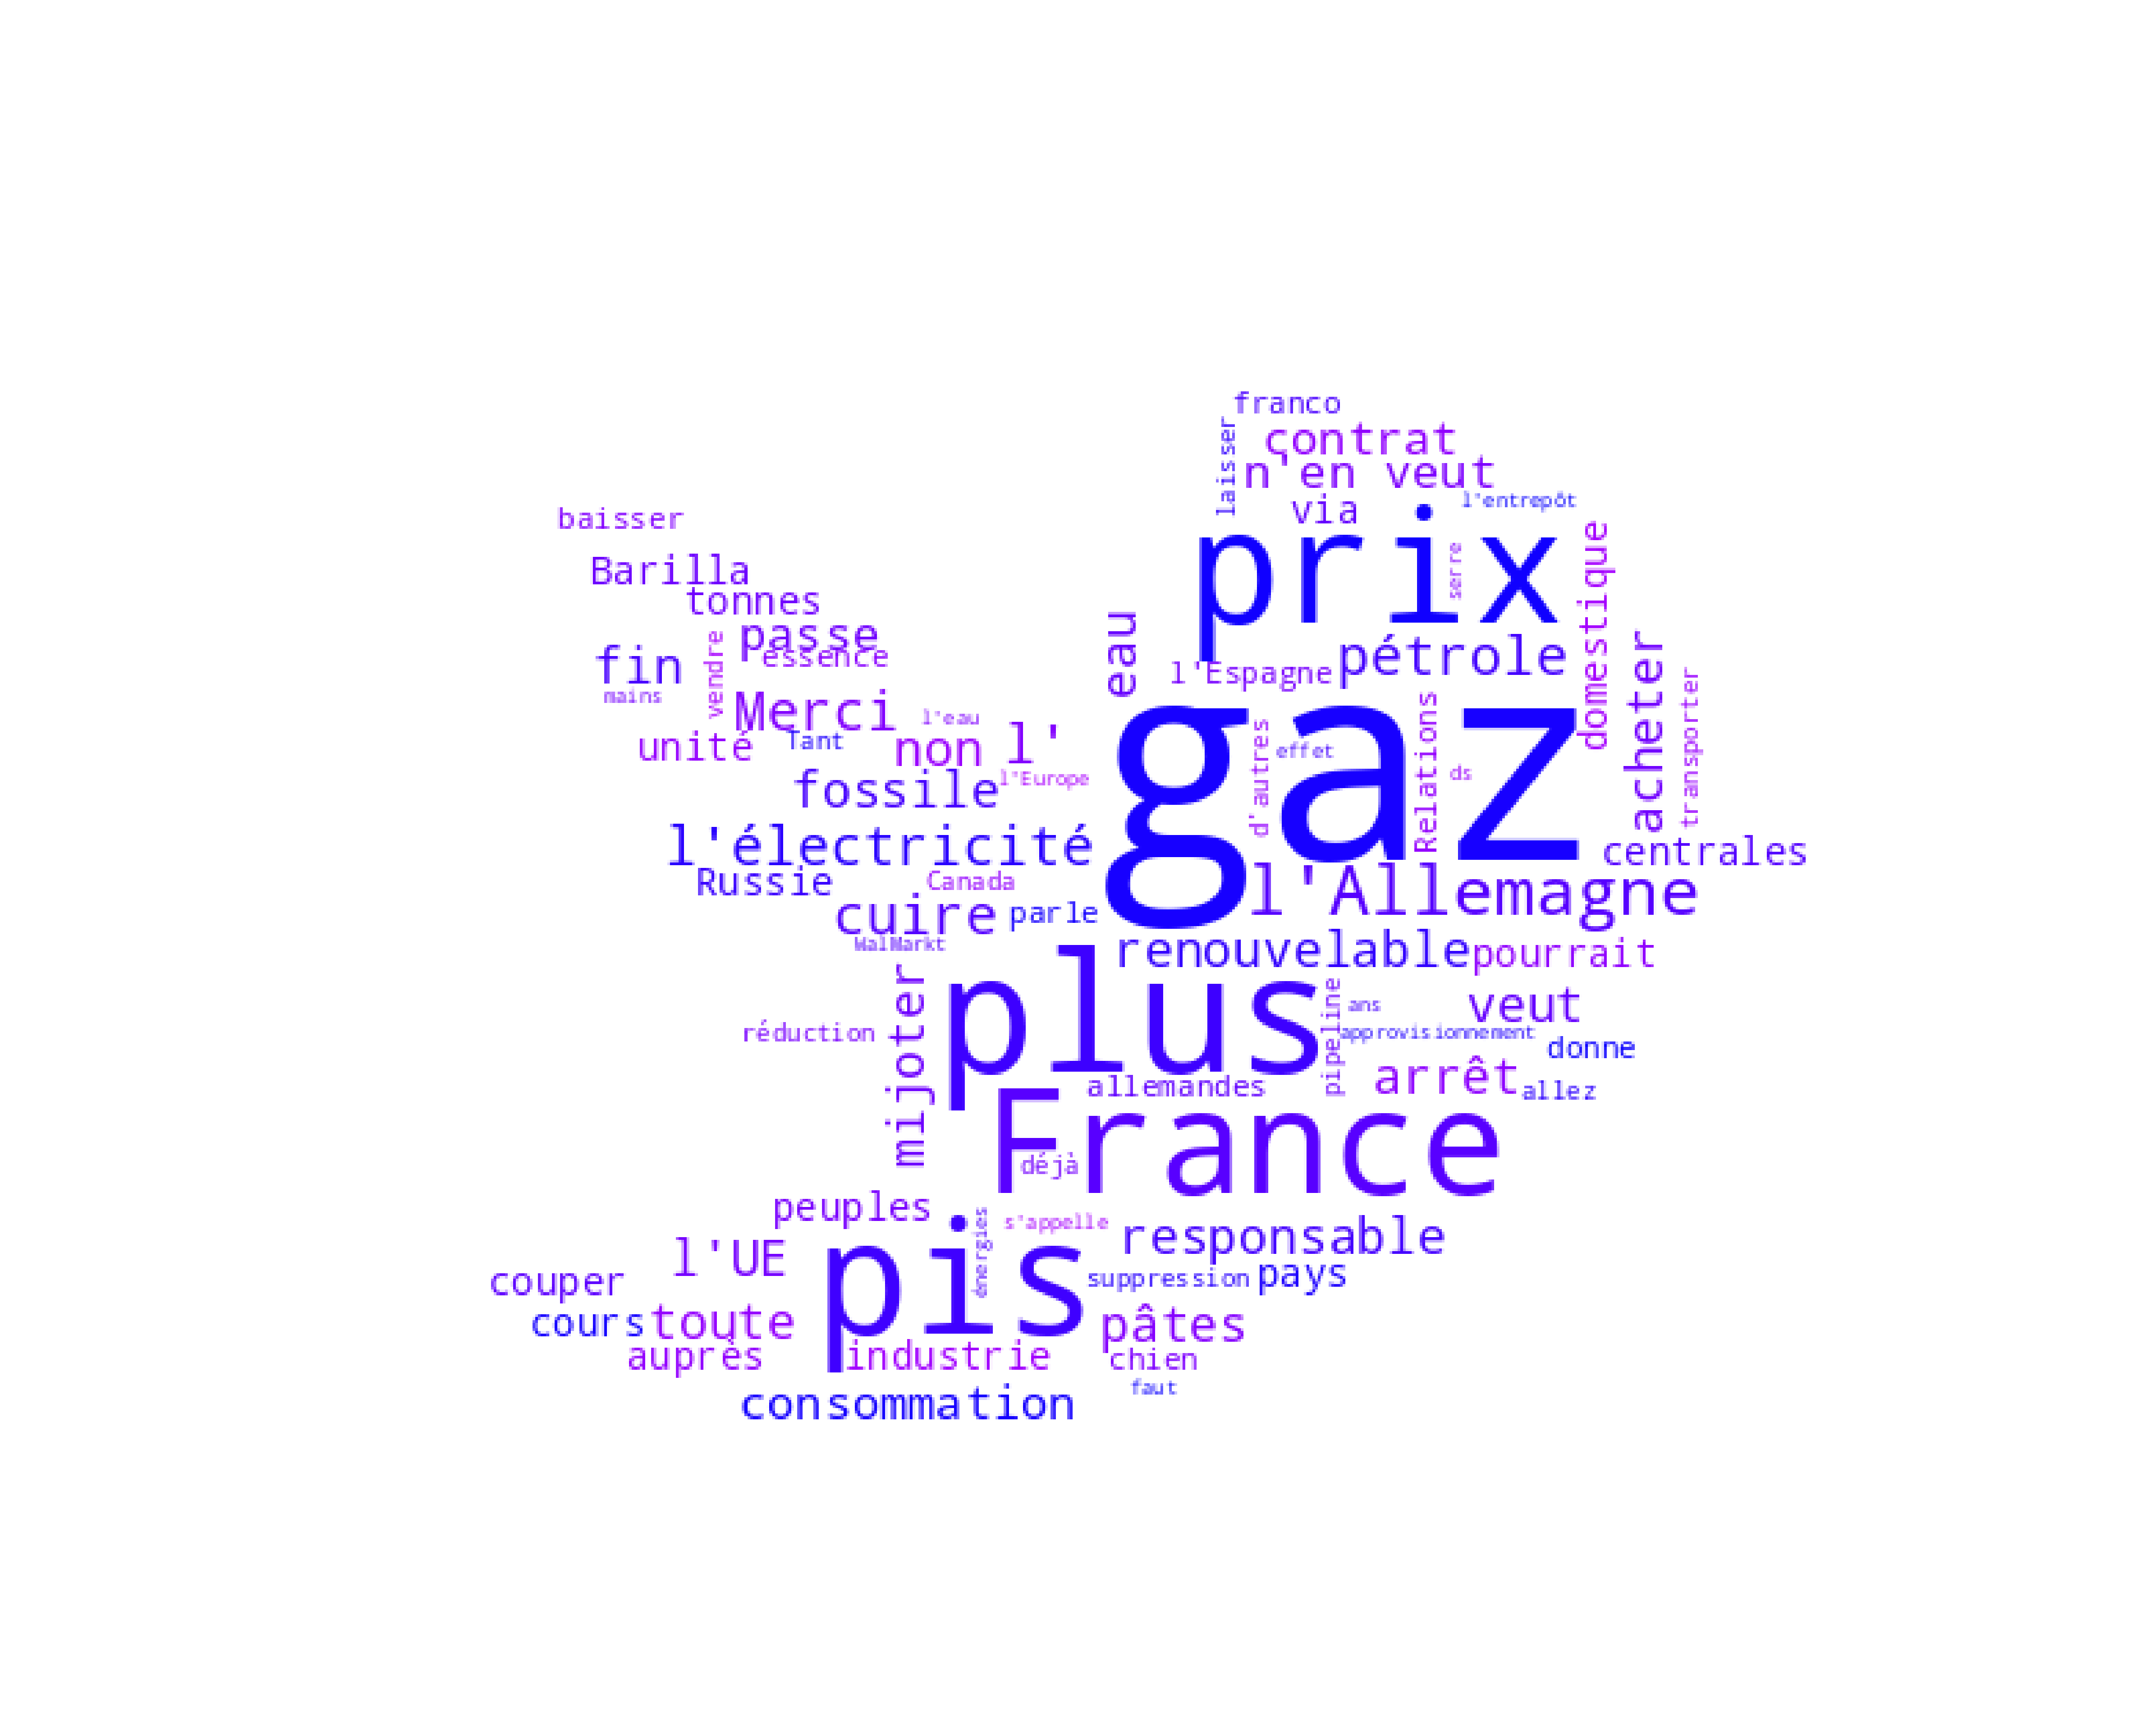 franco
contrat
laisser
n'en veut
via
l'entrepôt
baisser
prix
serre
domestique
Barilla
tonnes
passe
essence
eau
pétrole
l'Espagne
acheter
transporter
fin
vendre
mains
Merci
l'eau
unité
Tant
non
l'
gaz
d'autres
effet
Relations
ds
fossile
l'Europe
l'électricité
centrales
Russie
Canada
l'Allemagne
cuire
parle
WalMarkt
renouvelable
pourrait
mijoter
plus
pipeline
ans
veut
réduction
approvisionnement
donne
allemandes
arrêt
allez
France
déjà
peuples
énergies
s'appelle
responsable
l'UE
pis
couper
suppression
pays
cours
toute
pâtes
auprès
industrie
chien
faut
consommation